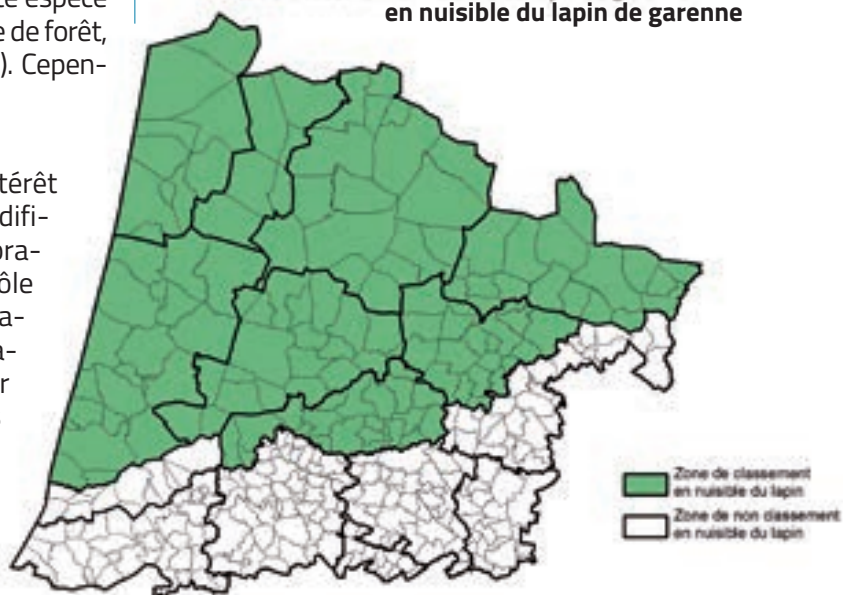 te espèce
e de forêt,
). Cepen-
térêt
difi-
ora-
ôle
a-
a-
r
en nuisible du lapin de garenne
Zone de classement
en nuisible du lapin
Zone de non classement
en nuisible du lapin